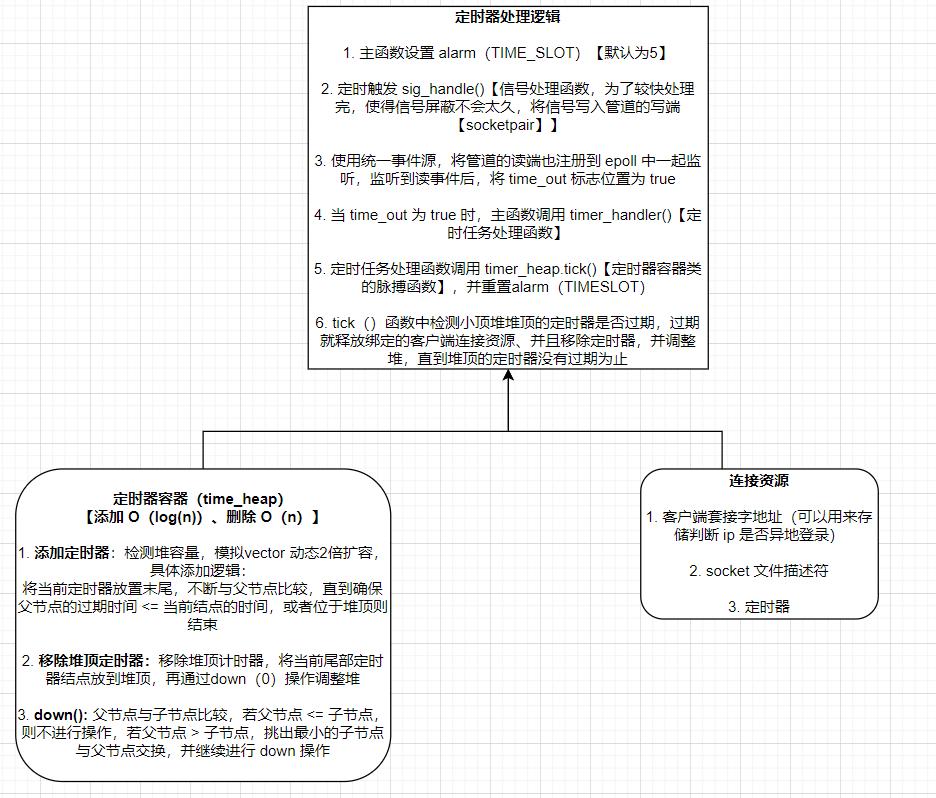 定时器处理逻辑
1. 主函数设置 alarm（TIME_SLOT）【默认为5】
2. 定时触发 sig_handle()【信号处理函数，为了较快处理
完，使得信号屏蔽不会太久，将信号写入管道的写端
【socketpair】】
3. 使用统一事件源，将管道的读端也注册到 epoll 中一起监
听，监听到读事件后，将 time_out 标志位置为 true
4. 当 time_out 为 true 时，主函数调用 timer_handler()【定
时任务处理函数】
5. 定时任务处理函数调用 timer_heap.tick()【定时器容器类
的脉搏函数】，并重置alarm（TIMESLOT）
6. tick（）函数中检测小顶堆堆顶的定时器是否过期，过期
就释放绑定的客户端连接资源、并且移除定时器，并调整
堆，直到堆顶的定时器没有过期为止
定时器容器（time_heap）
【添加 O（log(n)）、删除 O（n）】
1. 添加定时器：检测堆容量，模拟vector 动态2倍扩容，
具体添加逻辑：
将当前定时器放置末尾，不断与父节点比较，直到确保
父节点的过期时间 <= 当前结点的时间，或者位于堆顶则
结束
2. 移除堆顶定时器：移除堆顶计时器，将当前尾部定时
器结点放到堆顶，再通过down（0）操作调整堆
3. down(): 父节点与子节点比较，若父节点 <= 子节点，
则不进行操作，若父节点 > 子节点，挑出最小的子节点
与父节点交换，并继续进行 down 操作
连接资源
1. 客户端套接字地址（可以用来存
储判断 ip 是否异地登录）
2. socket 文件描述符
3. 定时器